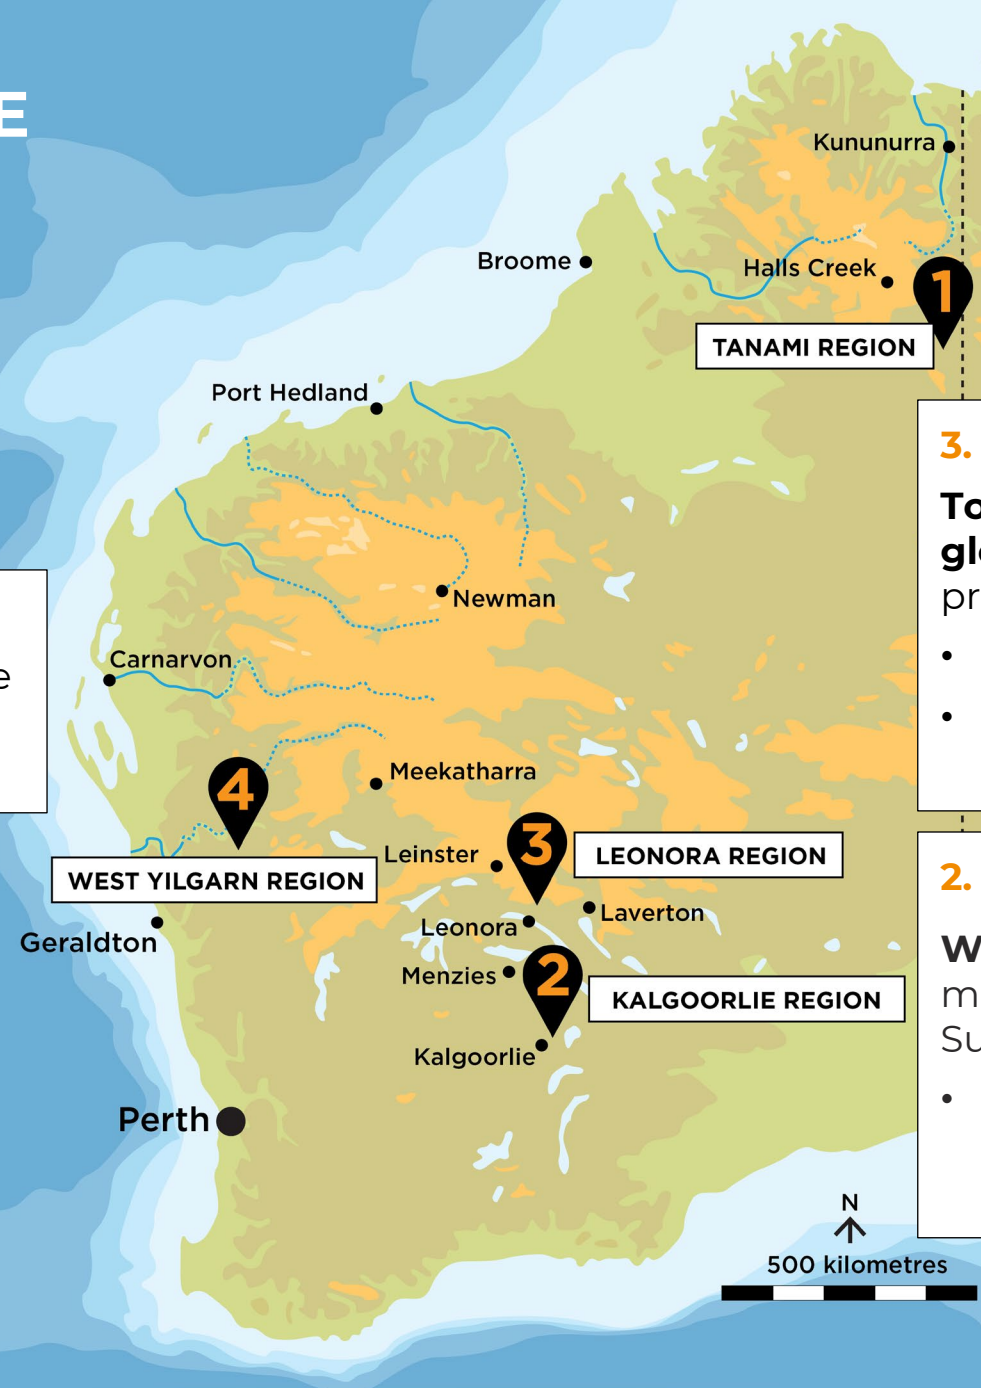 E
Kununurra
Broome
Halls Creek
1
TANAMI REGION
Port Hedland
3.
To
gl
pr
•
•
Newman
e
Carnarvon
Meekatharra
4
3
Leinster
LEONORA REGION
WEST YILGARN REGION
2.
Laverton
Leonora
Geraldton
W
2
Menzies
m
KALGOORLIE REGION
Su
Kalgoorlie
•
Perth
N
500 kilometres